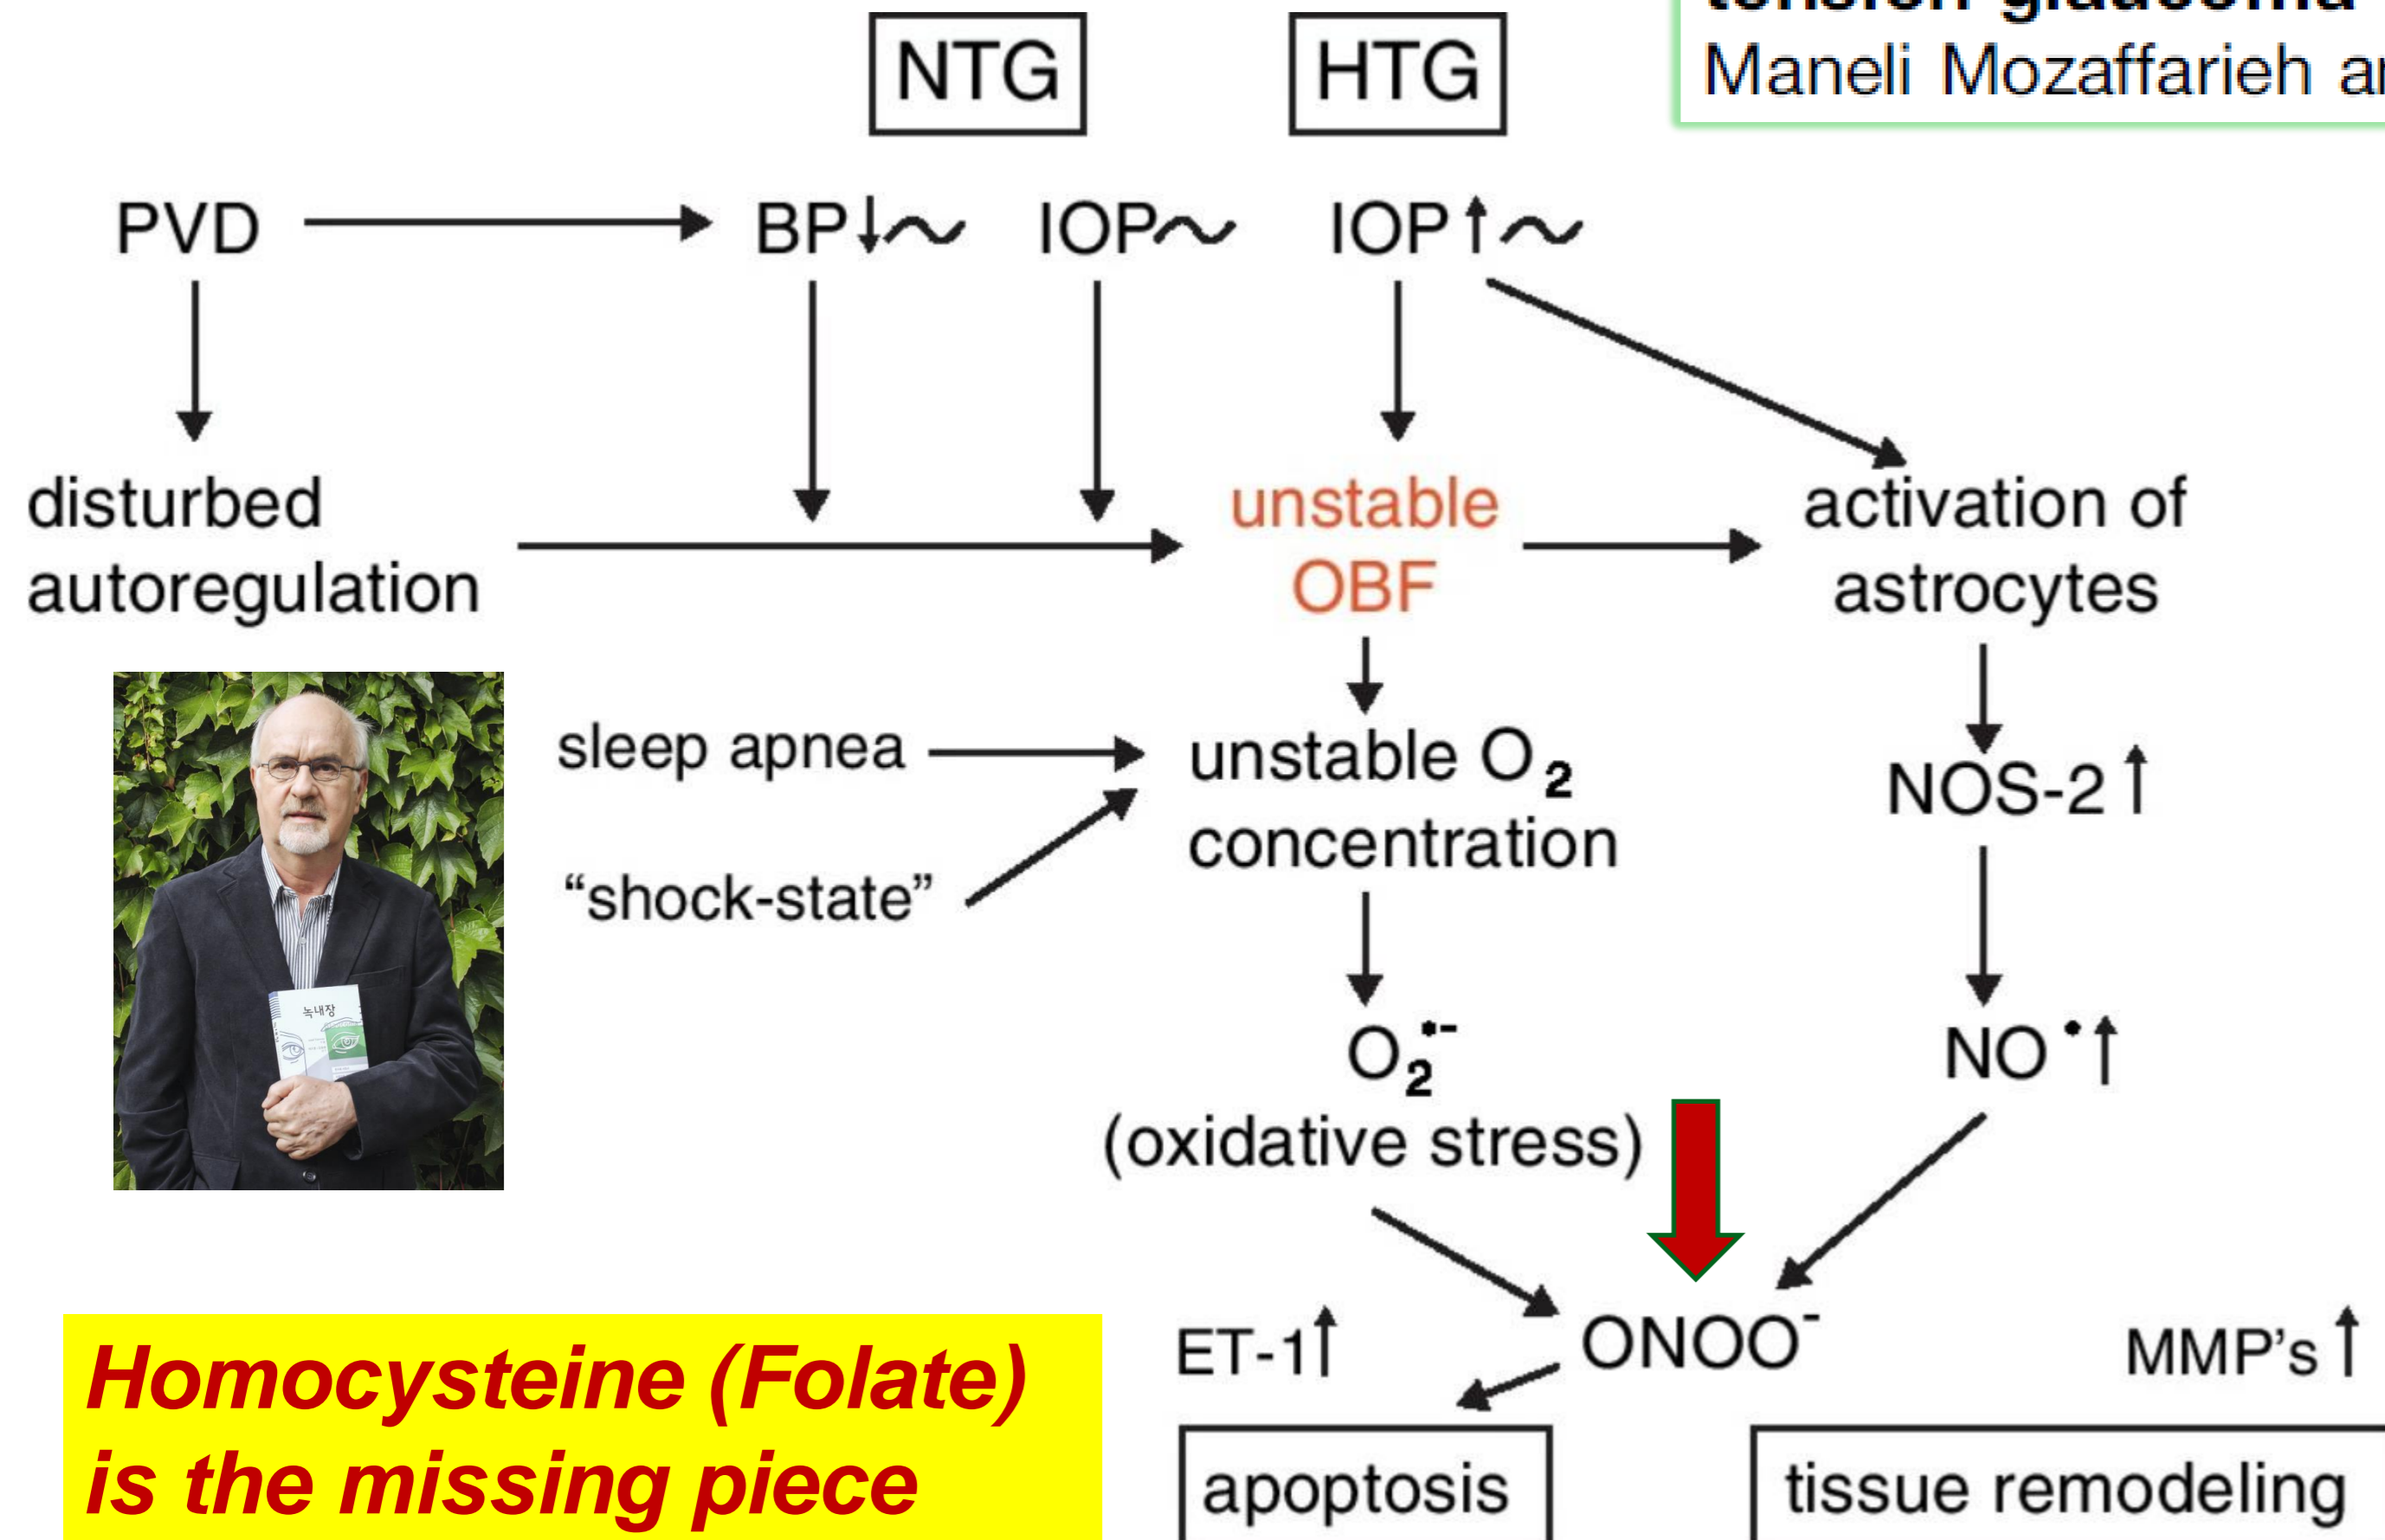 tension glaucoma
Maneli Mozaffarieh
NTG
HTG
PVD
BP↓~
IOP~
IOP↑~
disturbed
autoregulation
unstable
OBF
activation of
astrocytes
sleep apnea
“shock-state”
unstable O₂
concentration
NOS-2↑
녹내장
O₂•⁻
(oxidative stress)
NO•↑
ET-1↑
ONOO⁻
MMP's↑
Homocysteine (Folate)
is the missing piece
apoptosis
tissue remodeling